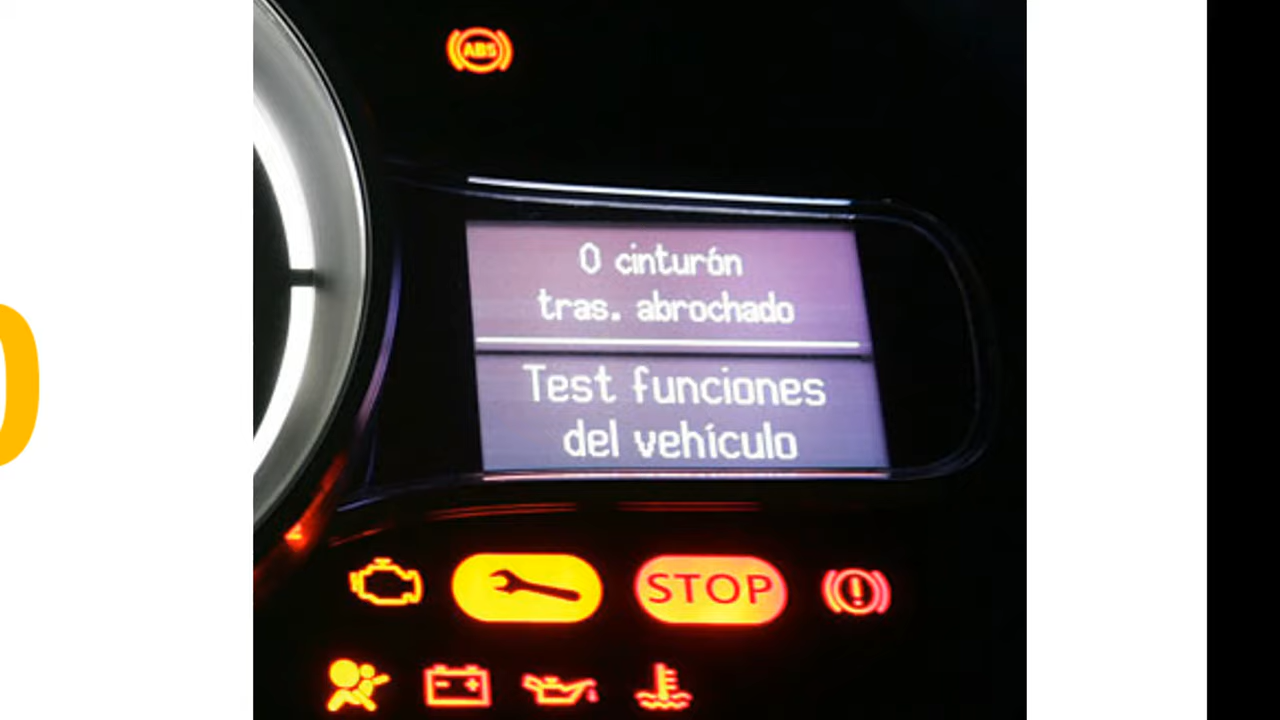 ABS
0 cinturón
tras. abrochado
Test funciones
del vehículo
STOP